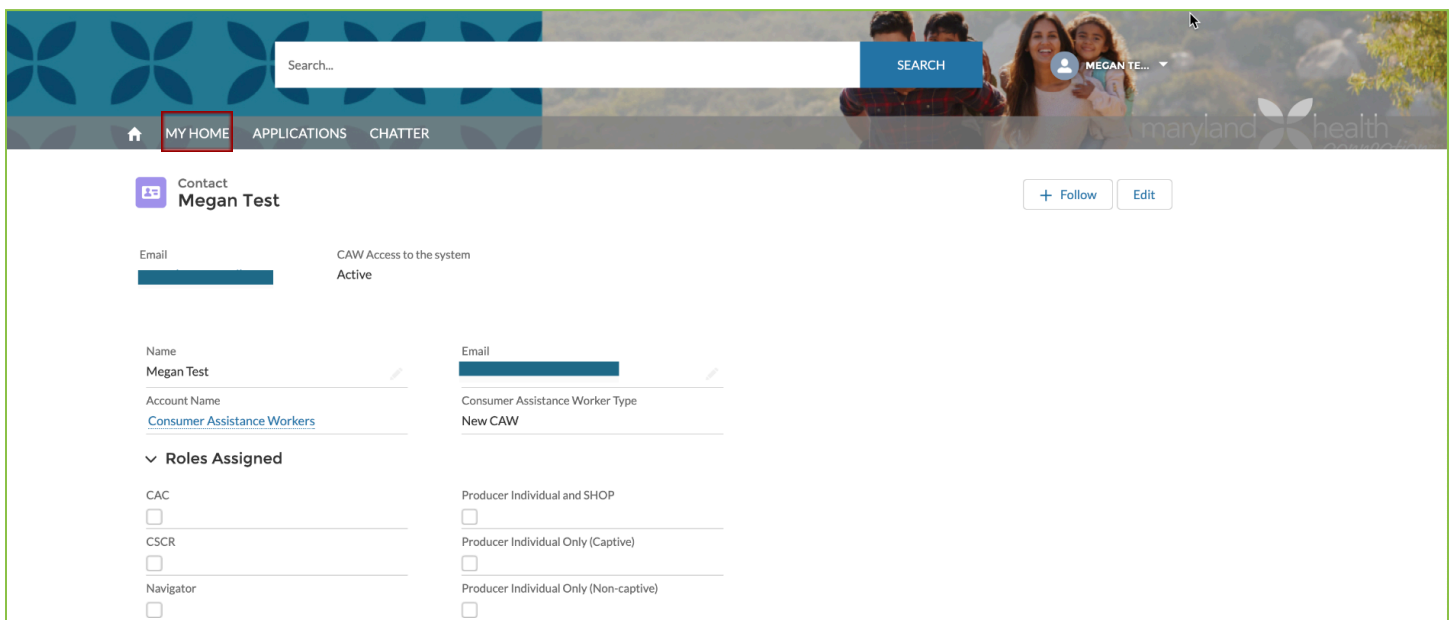 Search...
SEARCH
MEGAN TE...
MY HOME APPLICATIONS CHATTER
maryland health
connection
Contact
Megan Test
+ Follow Edit
Email CAW Access to the system
Active
Name Email
Megan Test
Account Name Consumer Assistance Worker Type
Consumer Assistance Workers New CAW
Roles Assigned
CAC Producer Individual and SHOP
CSCR Producer Individual Only (Captive)
Navigator Producer Individual Only (Non-captive)